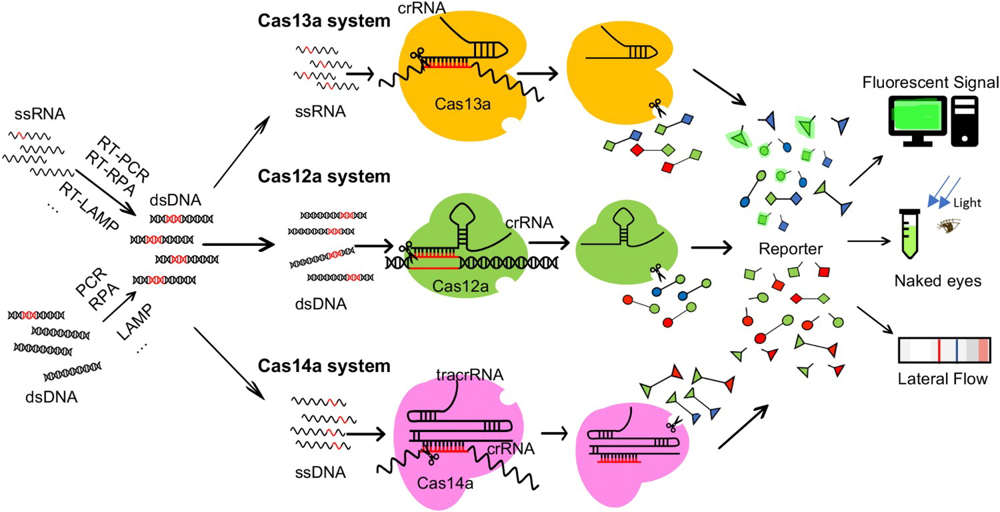 ssRNA
RT-PCR
RT-RPA
RT-LAMP
...
dsDNA
PCR
RPA
LAMP
...
dsDNA
Cas13a system
ssRNA
crRNA
Cas13a
Cas12a system
dsDNA
crRNA
Cas12a
Cas14a system
ssDNA
tracrRNA
crRNA
Cas14a
Reporter
Fluorescent Signal
Light
Naked eyes
Lateral Flow